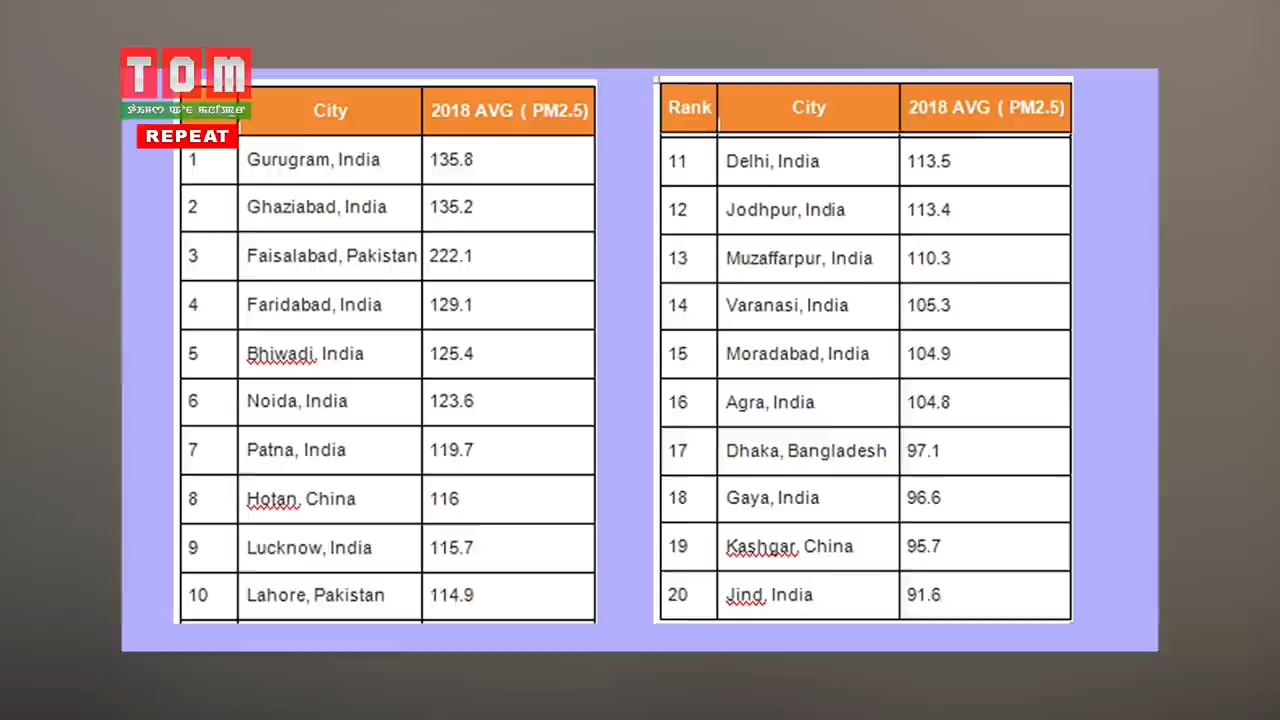 TOM
REPEAT
City 2018 AVG ( PM2.5)
1 Gurugram, India 135.8
2 Ghaziabad, India 135.2
3 Faisalabad, Pakistan 222.1
4 Faridabad, India 129.1
5 Bhiwadi, India 125.4
6 Noida, India 123.6
7 Patna, India 119.7
8 Hotan, China 116
9 Lucknow, India 115.7
10 Lahore, Pakistan 114.9
Rank City 2018 AVG ( PM2.5)
11 Delhi, India 113.5
12 Jodhpur, India 113.4
13 Muzaffarpur, India 110.3
14 Varanasi, India 105.3
15 Moradabad, India 104.9
16 Agra, India 104.8
17 Dhaka, Bangladesh 97.1
18 Gaya, India 96.6
19 Kashgar, China 95.7
20 Jind, India 91.6